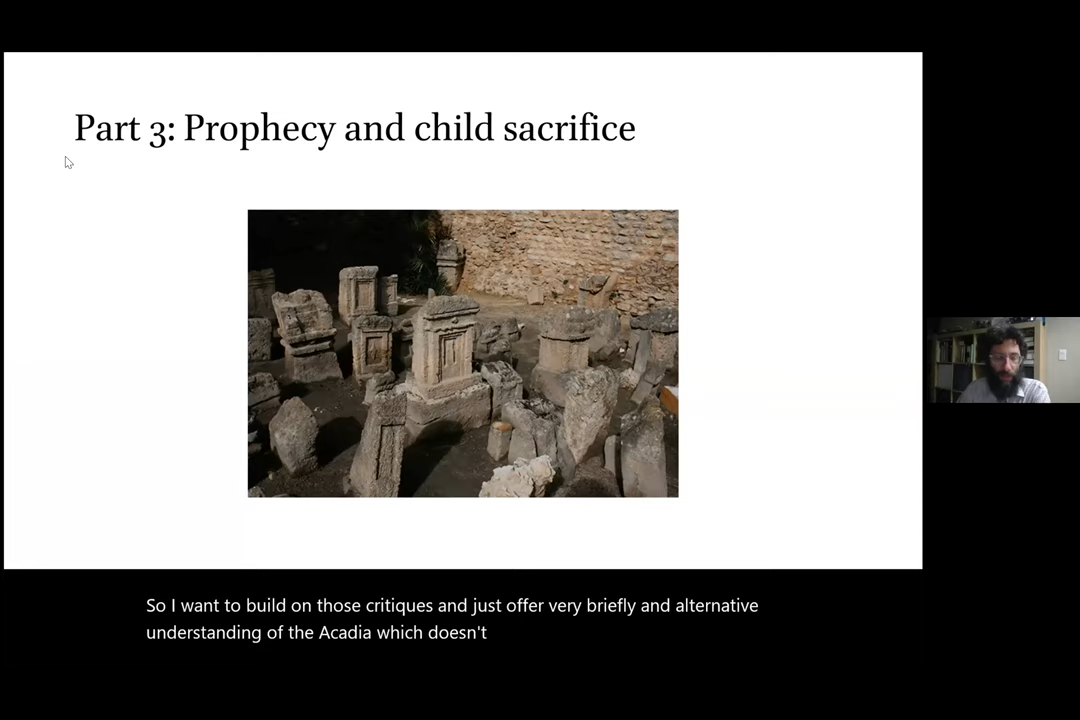 Part 3: Prophecy and child sacrifice
So I want to build on those critiques and just offer very briefly and alternative
understanding of the Acadia which doesn't